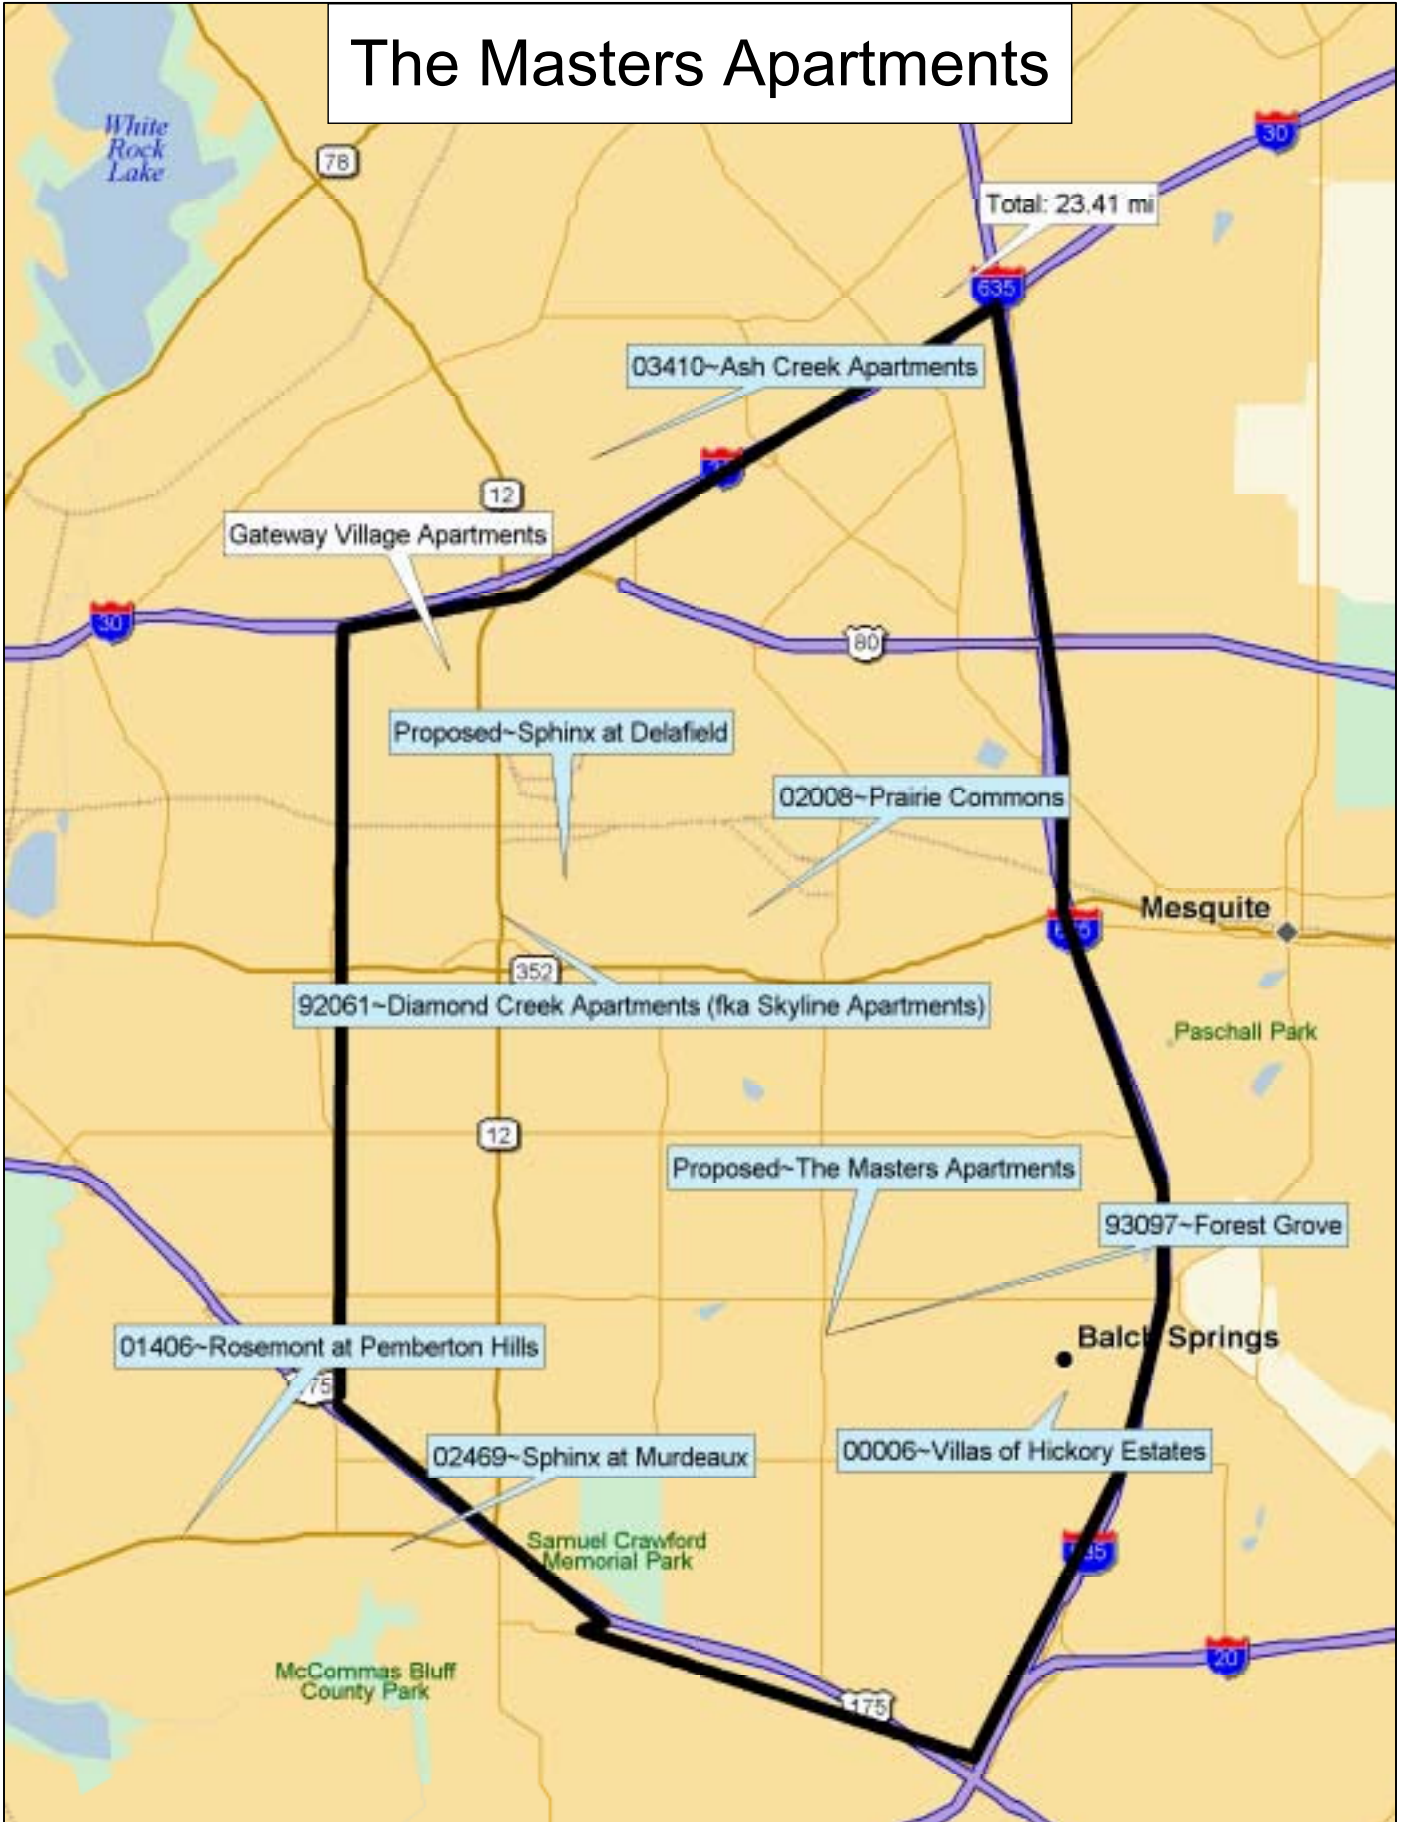 The Masters Apartments
White
Rock
Lake
78
30
Total: 23.41 mi
635
03410~Ash Creek Apartments
12
Gateway Village Apartments
30
80
Proposed~Sphinx at Delafield
02008~Prairie Commons
Mesquite
352
92061~Diamond Creek Apartments (fka Skyline Apartments)
Paschall Park
12
Proposed~The Masters Apartments
93097~Forest Grove
Balch Springs
01406~Rosemont at Pemberton Hills
02469~Sphinx at Murdeaux
00006~Villas of Hickory Estates
Samuel Crawford
Memorial Park
20
McCommas Bluff
County Park
175